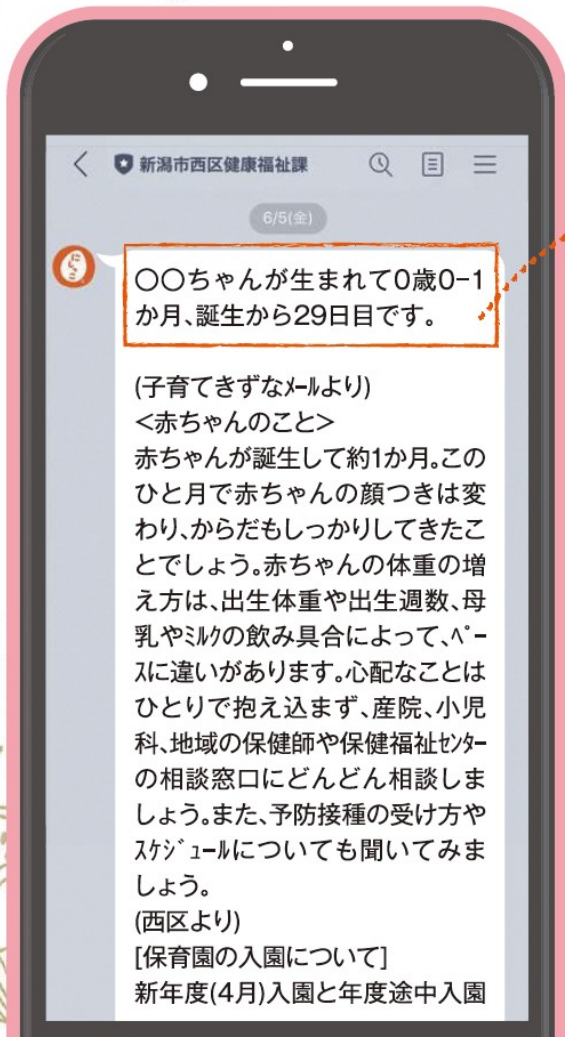 新潟市西区健康福祉課
6/5(金)
にしっこ
〇〇ちゃんが生まれて0歳0-1
か月、誕生から29日目です。
(子育てきずなﾒｰﾙより)
<赤ちゃんのこと>
赤ちゃんが誕生して約1か月。この
ひと月で赤ちゃんの顔つきは変
わり、からだもしっかりしてきたこ
とでしょう。赤ちゃんの体重の増
え方は、出生体重や出生週数、母
乳やﾐﾙｸの飲み具合によって、ﾍﾟｰ
ｽに違いがあります。心配なことは
ひとりで抱え込まず、産院、小児
科、地域の保健師や保健福祉ｾﾝﾀｰ
の相談窓口にどんどん相談しま
しょう。また、予防接種の受け方や
ｽｹｼﾞｭｰﾙについても聞いてみま
しょう。
(西区より)
[保育園の入園について]
新年度(4月)入園と年度途中入園